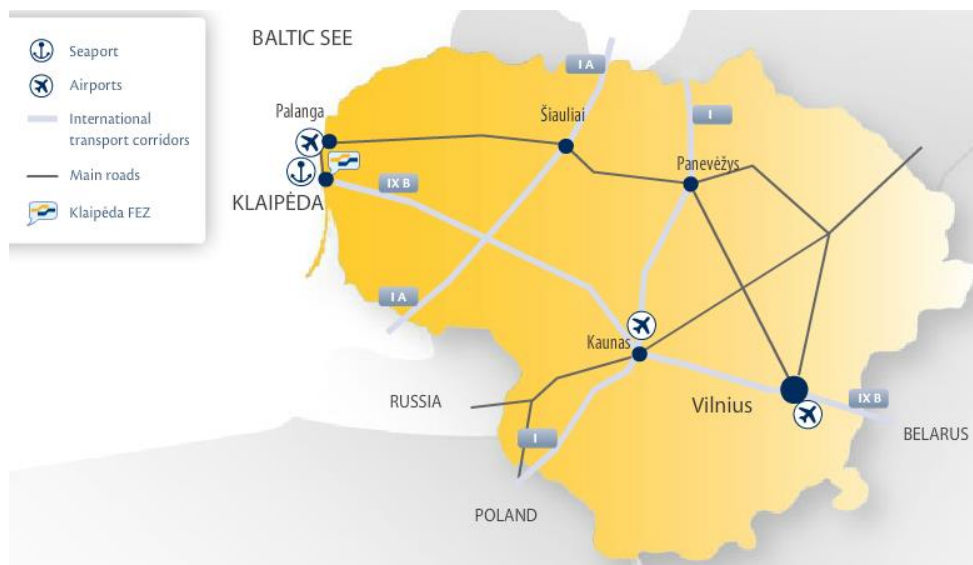 Seaport
Airports
International
transport corridors
Main roads
Klaipėda FEZ
BALTIC SEE
I A
Palanga
Šiauliai
I
Panevėžys
KLAIPĖDA
IX B
I A
Kaunas
RUSSIA
Vilnius
IX B
I
BELARUS
POLAND